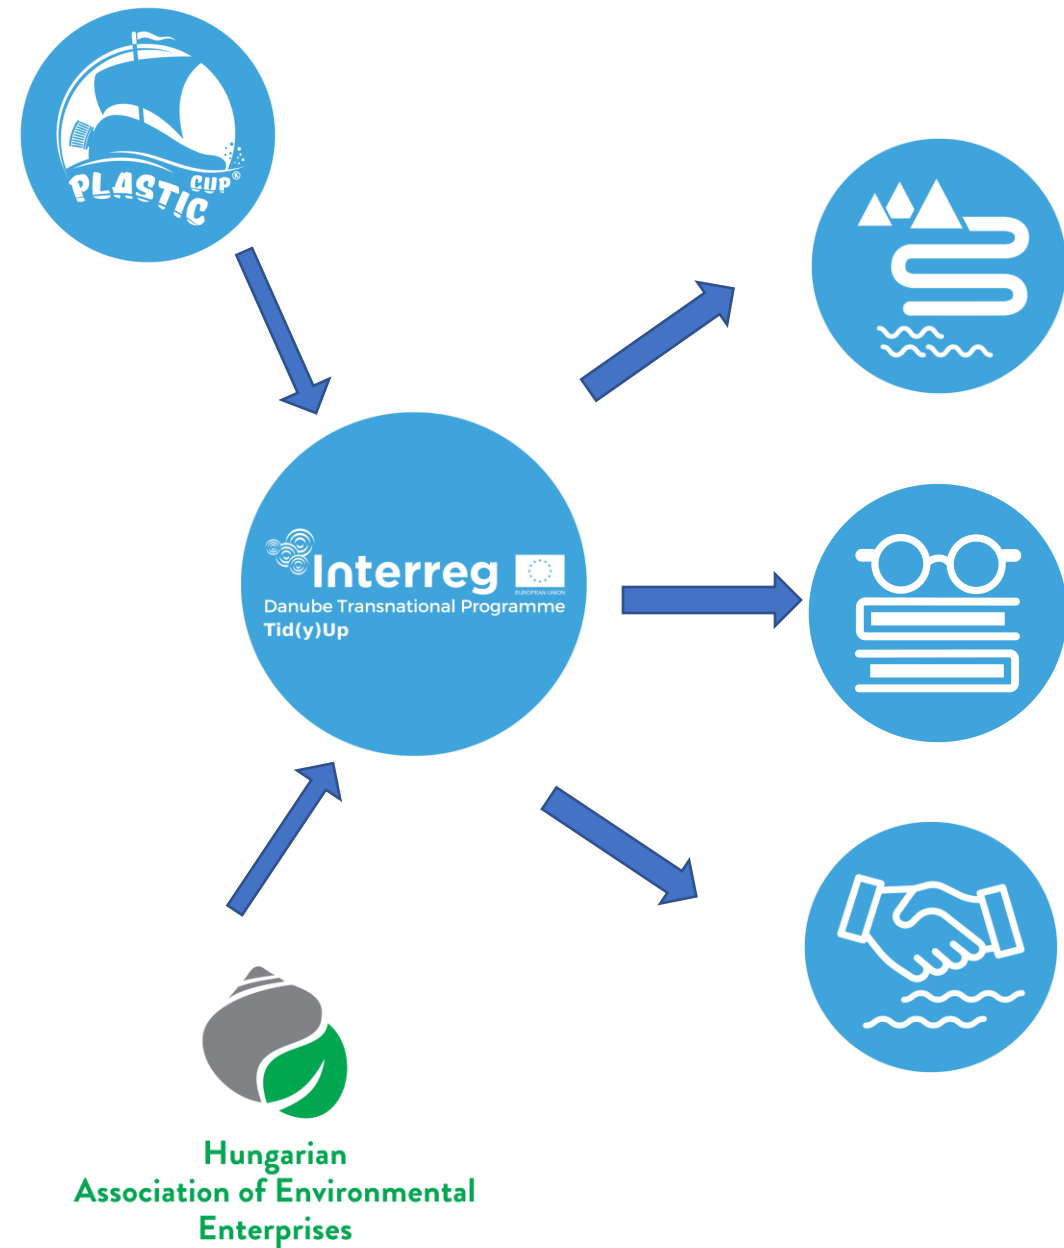 PLASTIC CUP®
Interreg
EUROPEAN UNION
Danube Transnational Programme
Tid(y)Up
Hungarian
Association of Environmental
Enterprises